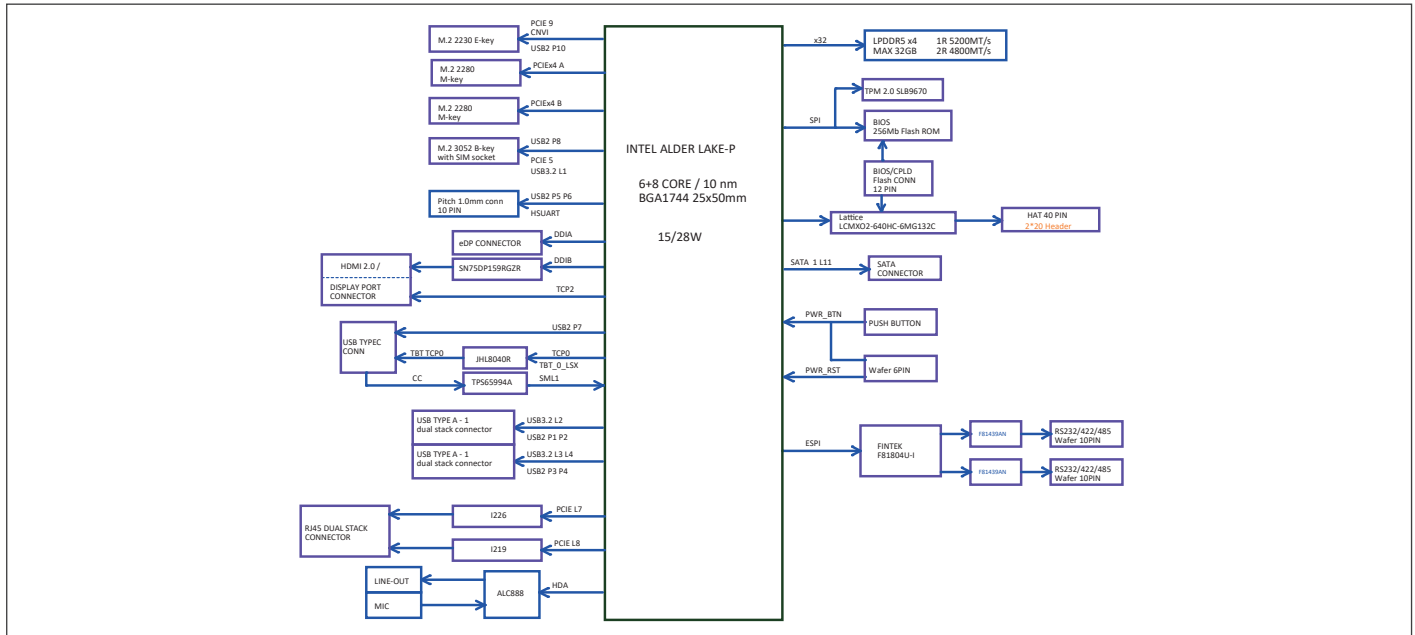 PCIE 9
CNVI
M.2 2230 E-key
USB2 P10
M.2 2280
M-key
PCIEx4 A
M.2 2280
M-key
PCIEx4 B
M.2 3052 B-key
with SIM socket
USB2 P8
PCIE 5
USB3.2 L1
Pitch 1.0mm conn
10 PIN
USB2 P5 P6
HSUART
eDP CONNECTOR
DDIA
HDMI 2.0 /
DISPLAY PORT
CONNECTOR
SN75DP159RGZR
DDIB
TCP2
USB TYPEC
CONN
USB2 P7
TBT TCP0
JHL8040R
TCP0
TBT_0_LSX
CC
TPS65994A
SML1
USB TYPE A - 1
dual stack connector
USB3.2 L2
USB2 P1 P2
USB TYPE A - 1
dual stack connector
USB3.2 L3 L4
USB2 P3 P4
RJ45 DUAL STACK
CONNECTOR
I226
PCIE L7
I219
PCIE L8
LINE-OUT
MIC
ALC888
HDA
INTEL ALDER LAKE-P
6+8 CORE / 10 nm
BGA1744 25x50mm
15/28W
x32
LPDDR5 x4 1R 5200MT/s
MAX 32GB 2R 4800MT/s
TPM 2.0 SLB9670
SPI
BIOS
256Mb Flash ROM
BIOS/CPLD
Flash CONN
12 PIN
Lattice
LCMXO2-640HC-6MG132C
HAT 40 PIN
2*20 Header
SATA 1 L11
SATA
CONNECTOR
PWR_BTN
PUSH BUTTON
PWR_RST
Wafer 6PIN
ESPI
FINTEK
F81804U-I
F81439AN
RS232/422/485
Wafer 10PIN
F81439AN
RS232/422/485
Wafer 10PIN